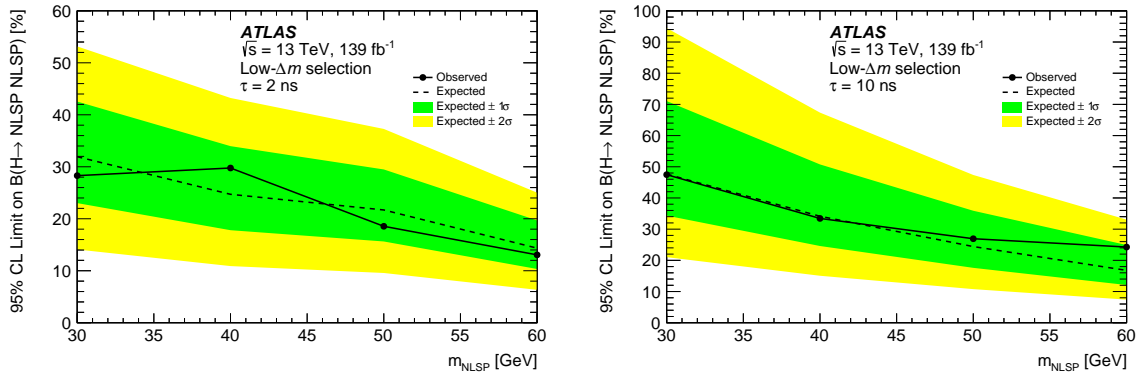 95% CL Limit on B(H→ NLSP NLSP) [%]
60
50
40
30
20
10
0
ATLAS
√s = 13 TeV, 139 fb⁻¹
Low-Δm selection
τ = 2 ns
Observed
Expected
Expected ± 1σ
Expected ± 2σ
30 35 40 45 50 55 60
m_NLSP [GeV]
95% CL Limit on B(H→ NLSP NLSP) [%]
100
90
80
70
60
50
40
30
20
10
0
ATLAS
√s = 13 TeV, 139 fb⁻¹
Low-Δm selection
τ = 10 ns
Observed
Expected
Expected ± 1σ
Expected ± 2σ
30 35 40 45 50 55 60
m_NLSP [GeV]